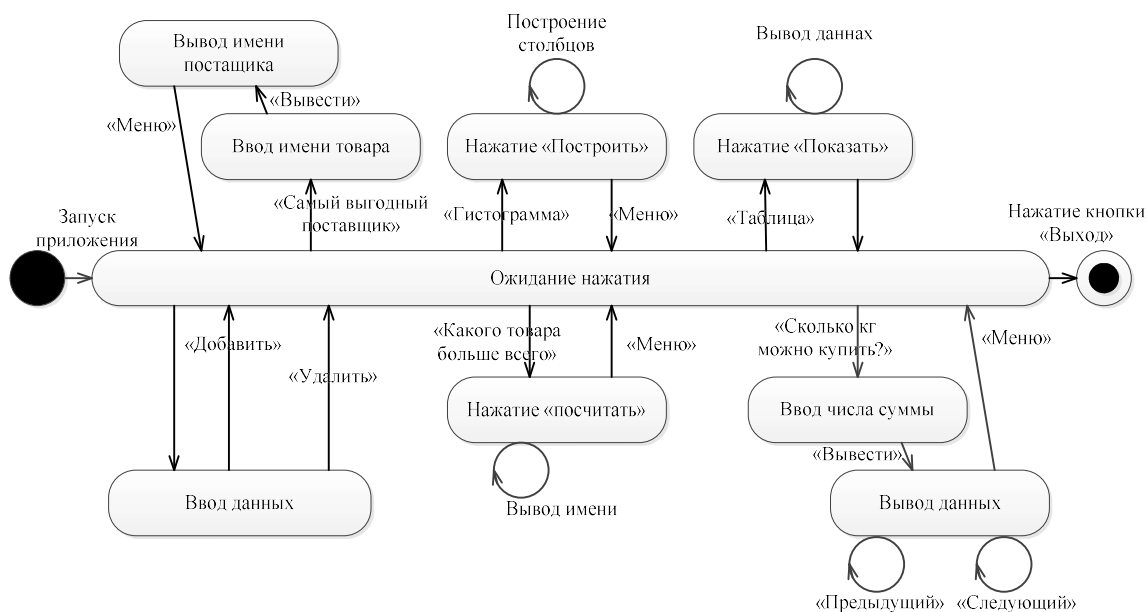 Построение
столбцов
Вывод даннах
Вывод имени
постащика
«Вывести»
«Меню»
Ввод имени товара
Нажатие «Построить»
Нажатие «Показать»
«Самый выгодный
поставщик»
«Гистограмма»
«Меню»
«Таблица»
Запуск
приложения
Нажатие кнопки
«Выход»
Ожидание нажатия
«Добавить»
«Удалить»
«Какого товара
больше всего»
«Меню»
«Сколько кг
можно купить?»
«Меню»
Нажатие «посчитать»
Ввод числа суммы
«Вывести»
Ввод данных
Вывод имени
Вывод данных
«Предыдущий»
«Следующий»